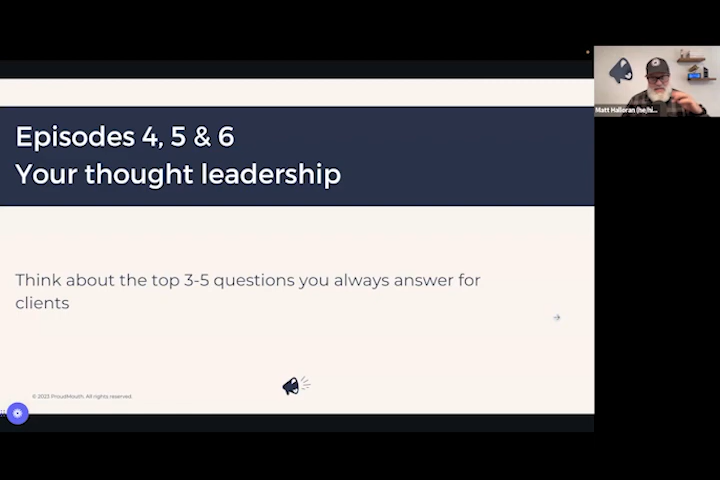 Episodes 4, 5 & 6
Your thought leadership
Think about the top 3-5 questions you always answer for
clients
© 2023 ProudMouth. All rights reserved.
Matt Halloran (he/hi...